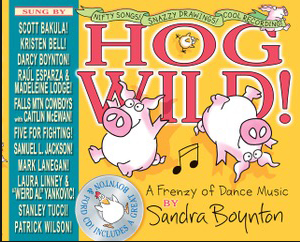 SUNG BY
SCOTT BAKULA!
KRISTEN BELL!
DARCY BOYNTON!
RAÚL ESPARZA &
MADELEINE LODGE!
FALLS MTN COWBOYS
with CAITLIN McEWAN!
FIVE FOR FIGHTING!
SAMUEL L. JACKSON!
MARK LANEGAN!
LAURA LINNEY &
"WEIRD AL" YANKOVIC!
STANLEY TUCCI!
PATRICK WILSON!
NIFTY SONGS!
SNAZZY DRAWINGS!
COOL RECORDING!
HOG
WILD!
A Frenzy of Dance Music
BY
Sandra Boynton
INCLUDES A GREAT
BOYNTON & FORD CD!